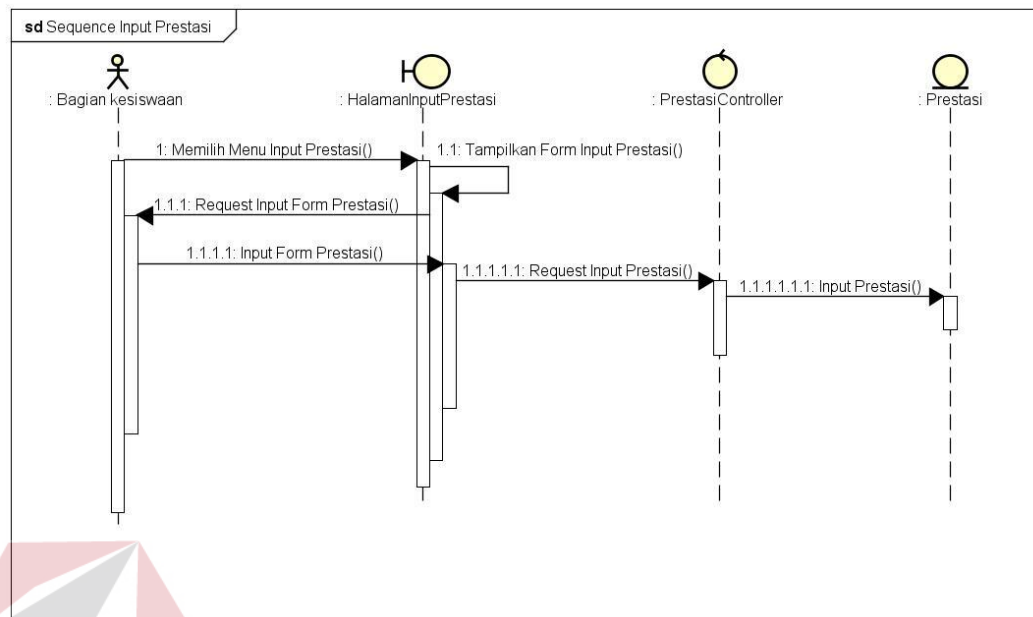 sd Sequence Input Prestasi
: Bagian kesiswaan
: HalamanInputPrestasi
: PrestasiController
: Prestasi
1: Memilih Menu Input Prestasi()
1.1: Tampilkan Form Input Prestasi()
1.1.1: Request Input Form Prestasi()
1.1.1.1: Input Form Prestasi()
1.1.1.1.1: Request Input Prestasi()
1.1.1.1.1.1: Input Prestasi()